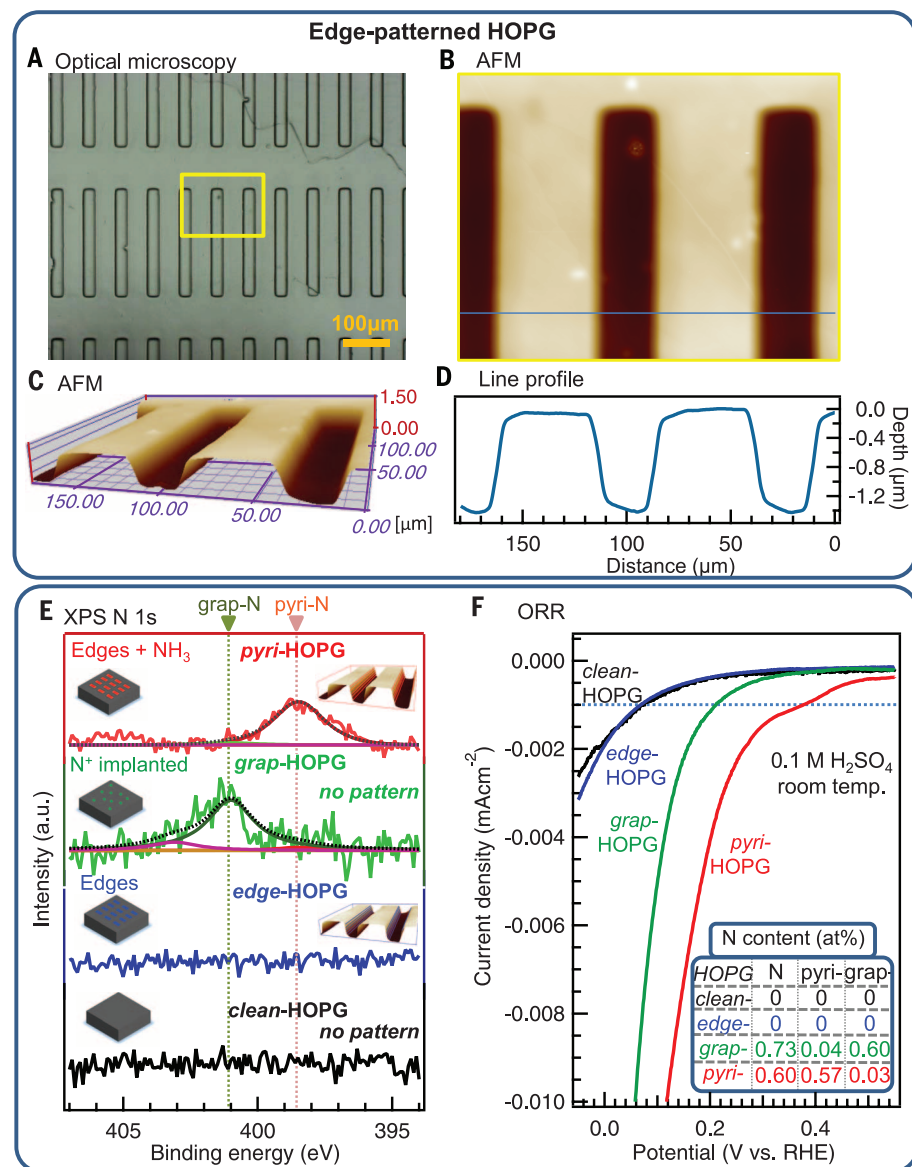 Edge-patterned HOPG
A Optical microscopy
100µm
B AFM
C AFM
1.50
0.00
100.00
50.00
150.00
100.00
50.00
0.00 [µm]
D Line profile
0.0
-0.4
-0.8
-1.2
Depth (µm)
150
100
50
0
Distance (µm)
E XPS N 1s
grap-N
pyri-N
Edges + NH₃
pyri-HOPG
N⁺ implanted
grap-HOPG
no pattern
Edges
edge-HOPG
clean-HOPG
no pattern
Intensity (a.u.)
405
400
395
Binding energy (eV)
F ORR
0.000
-0.002
-0.004
-0.006
-0.008
-0.010
Current density (mAcm⁻²)
clean-
HOPG
edge-
HOPG
grap-
HOPG
pyri-
HOPG
0.1 M H₂SO₄
room temp.
N content (at%)
HOPG N pyri- grap-
clean- 0 0 0
edge- 0 0 0
grap- 0.73 0.04 0.60
pyri- 0.60 0.57 0.03
0.0
0.2
0.4
Potential (V vs. RHE)